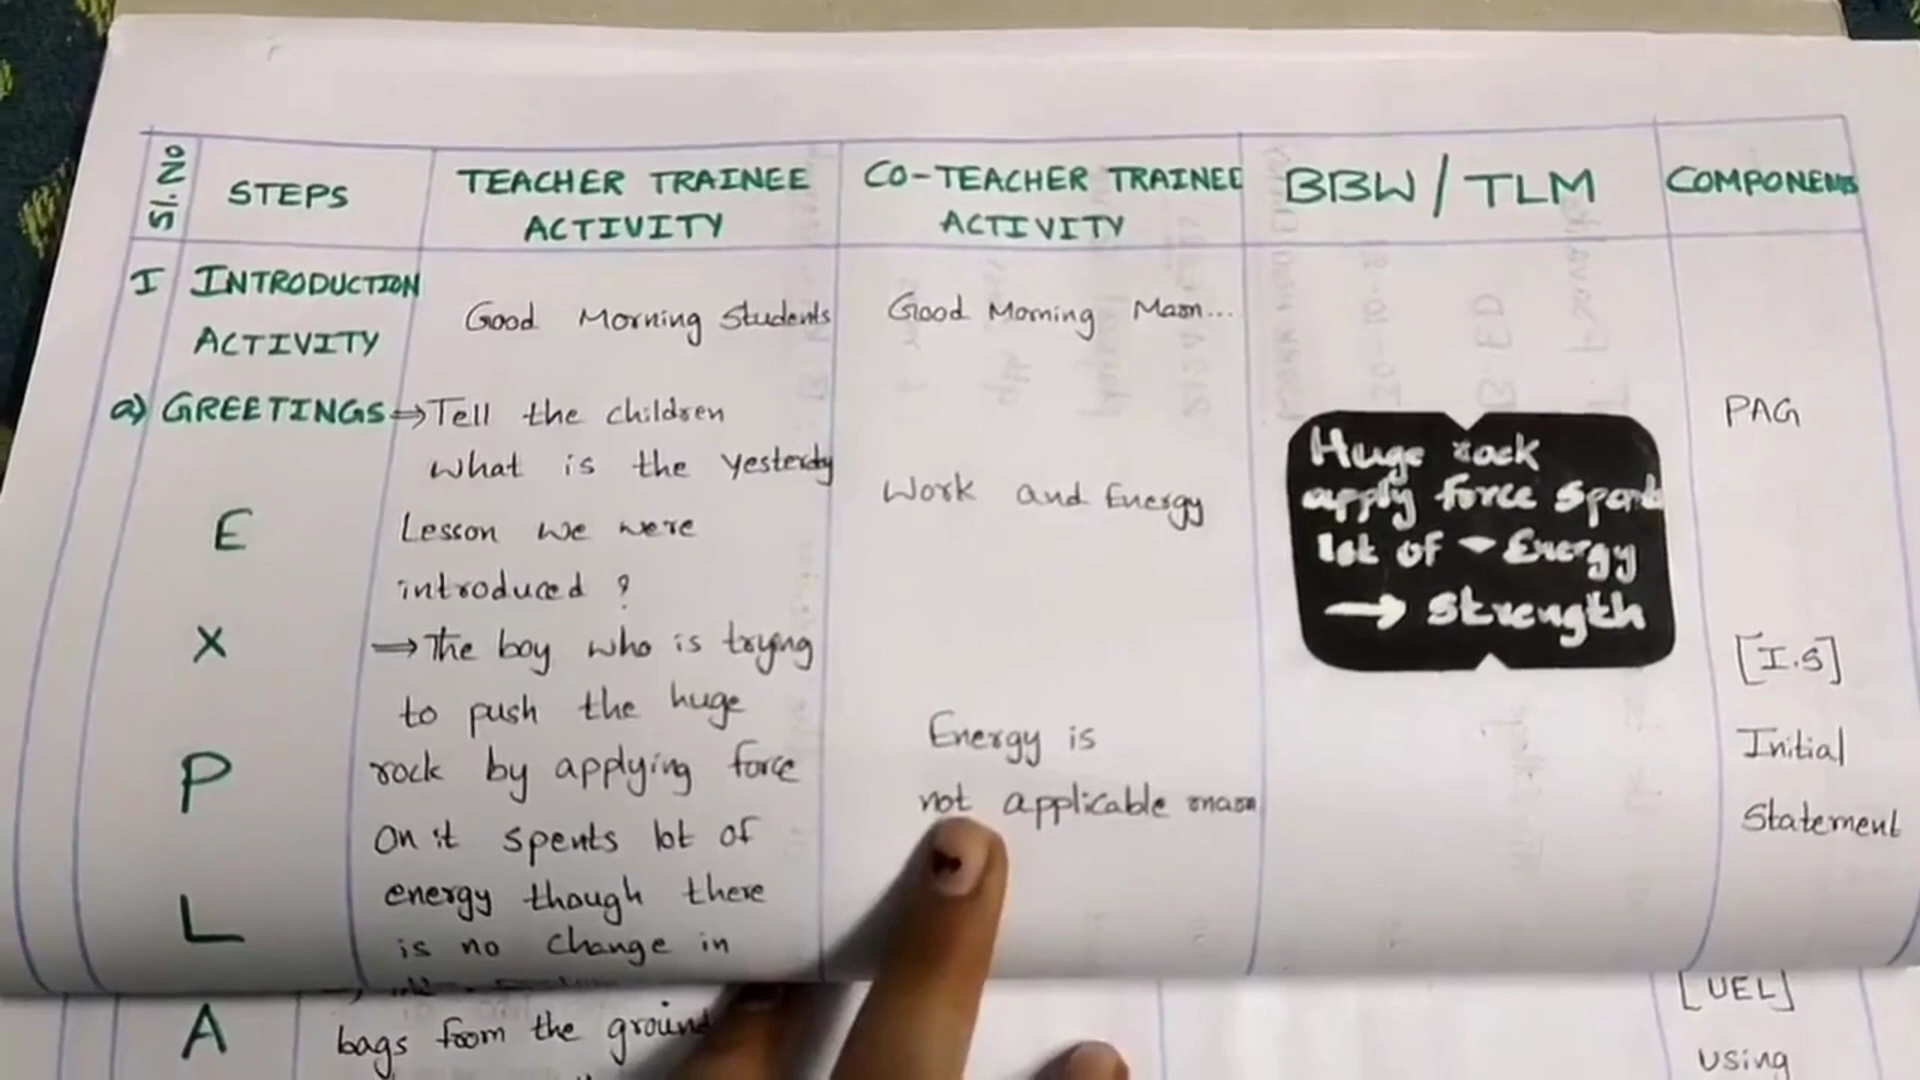 Sl. No
STEPS
TEACHER TRAINEE
ACTIVITY
CO-TEACHER TRAINEE
ACTIVITY
BBW / TLM
COMPONENTS
I INTRODUCTION
ACTIVITY
Good Morning Students
Good Morning Mam...
a) GREETINGS
⇒ Tell the children
what is the yesterday
Lesson we were
introduced ?
Work and Energy
PAG
Huge rock
apply force spent
lot of - Energy
→ Strength
E
X
P
L
A
⇒ The boy who is trying
to push the huge
rock by applying force
On it spents lot of
energy though there
is no change in
Energy is
not applicable mam
[I.S]
Initial
Statement
bags from the ground
[UEL]
using